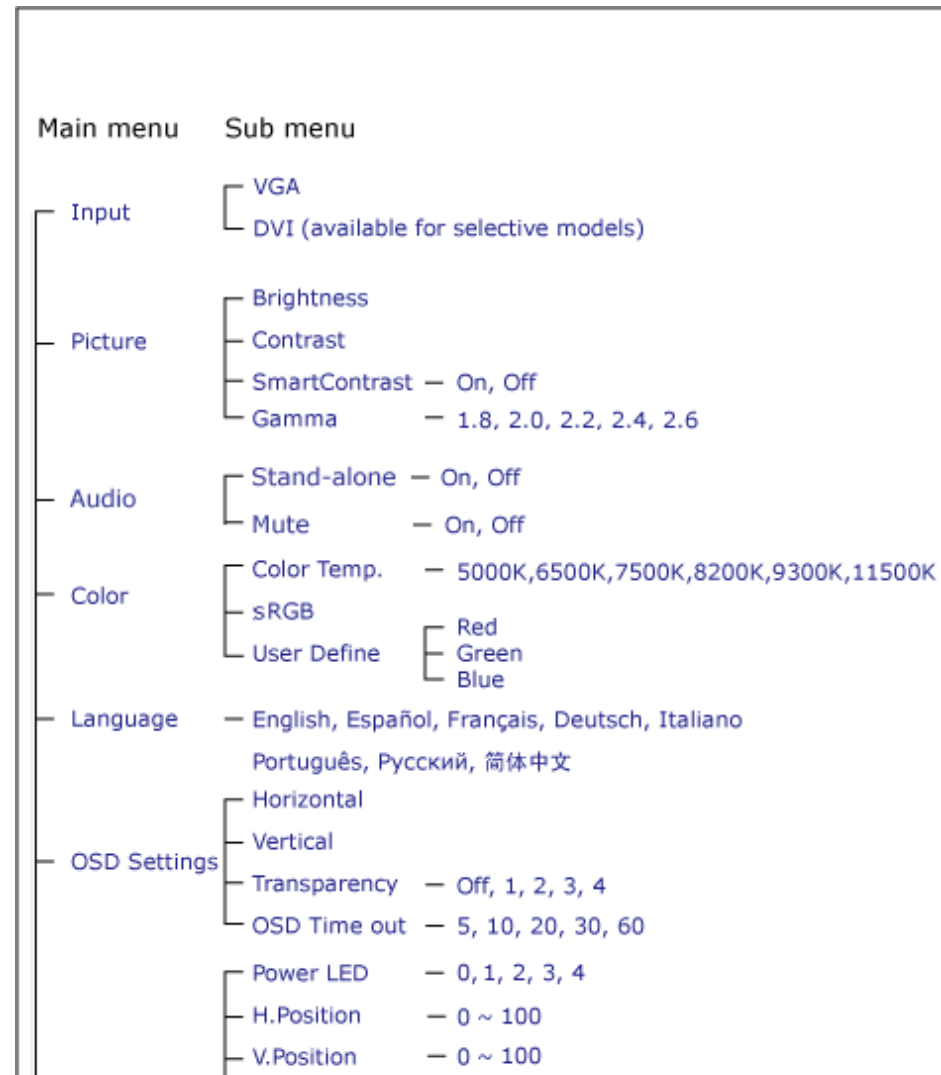 Main menu Sub menu
VGA
Input
DVI (available for selective models)
Brightness
Picture Contrast
SmartContrast — On, Off
Gamma — 1.8, 2.0, 2.2, 2.4, 2.6
Stand-alone — On, Off
Audio
Mute — On, Off
Color Temp. — 5000K,6500K,7500K,8200K,9300K,11500K
Color sRGB
Red
User Define Green
Blue
Language — English, Español, Français, Deutsch, Italiano
Português, Русский, 简体中文
Horizontal
Vertical
OSD Settings
Transparency — Off, 1, 2, 3, 4
OSD Time out — 5, 10, 20, 30, 60
Power LED — 0, 1, 2, 3, 4
H.Position — 0 ~ 100
V.Position — 0 ~ 100